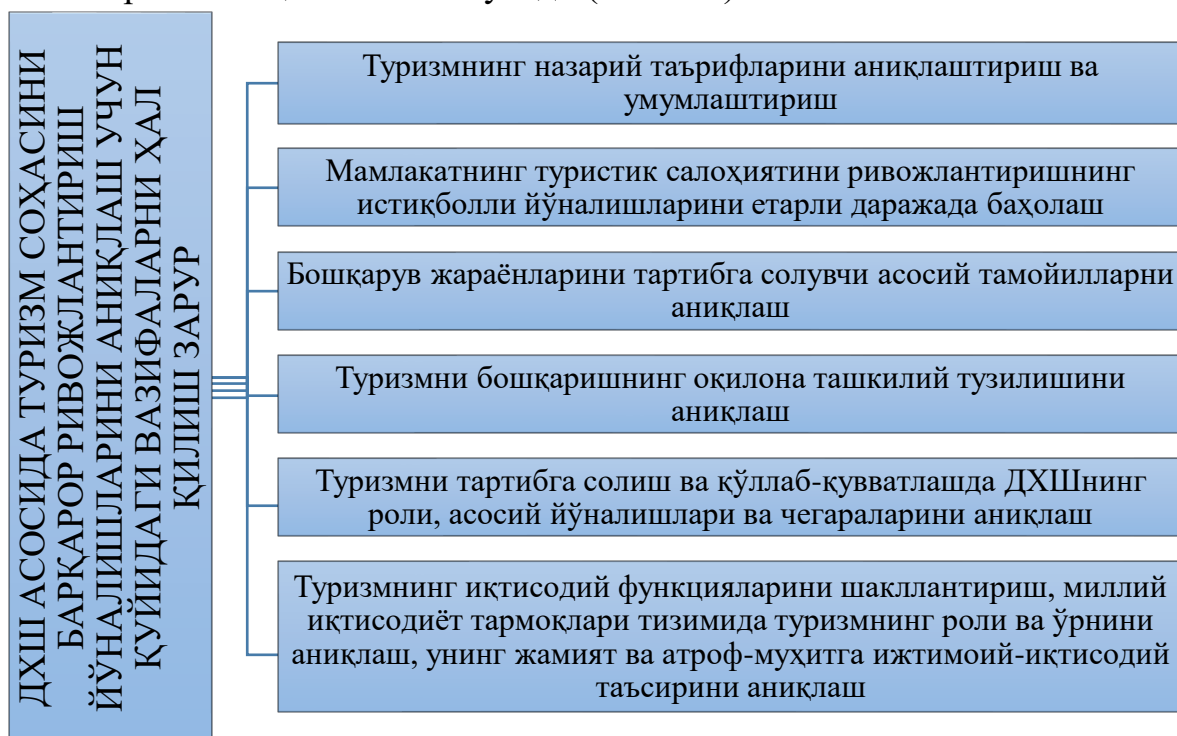 ДХШ АСОСИДА ТУРИЗМ СОҲАСИНИ
БАРҚАРОР РИВОЖЛАНТИРИШ
ЙЎНАЛИШЛАРИНИ АНИҚЛАШ УЧУН
ҚУЙИДАГИ ВАЗИФАЛАРНИ ҲАЛ
ҚИЛИШ ЗАРУР
Туризмнинг назарий таърифларини аниқлаштириш ва
умумлаштириш
Мамлакатнинг туристик салоҳиятини ривожлантиришнинг
истиқболли йўналишларини етарли даражада баҳолаш
Бошқарув жараёнларини тартибга солувчи асосий тамойилларни
аниқлаш
Туризмни бошқаришнинг оқилона ташкилий тузилишини
аниқлаш
Туризмни тартибга солиш ва қўллаб-қувватлашда ДХШнинг
роли, асосий йўналишлари ва чегараларини аниқлаш
Туризмнинг иқтисодий функцияларини шакллантириш, миллий
иқтисодиёт тармоқлари тизимида туризмнинг роли ва ўрнини
аниқлаш, унинг жамият ва атроф-муҳитга ижтимоий-иқтисодий
таъсирини аниқлаш